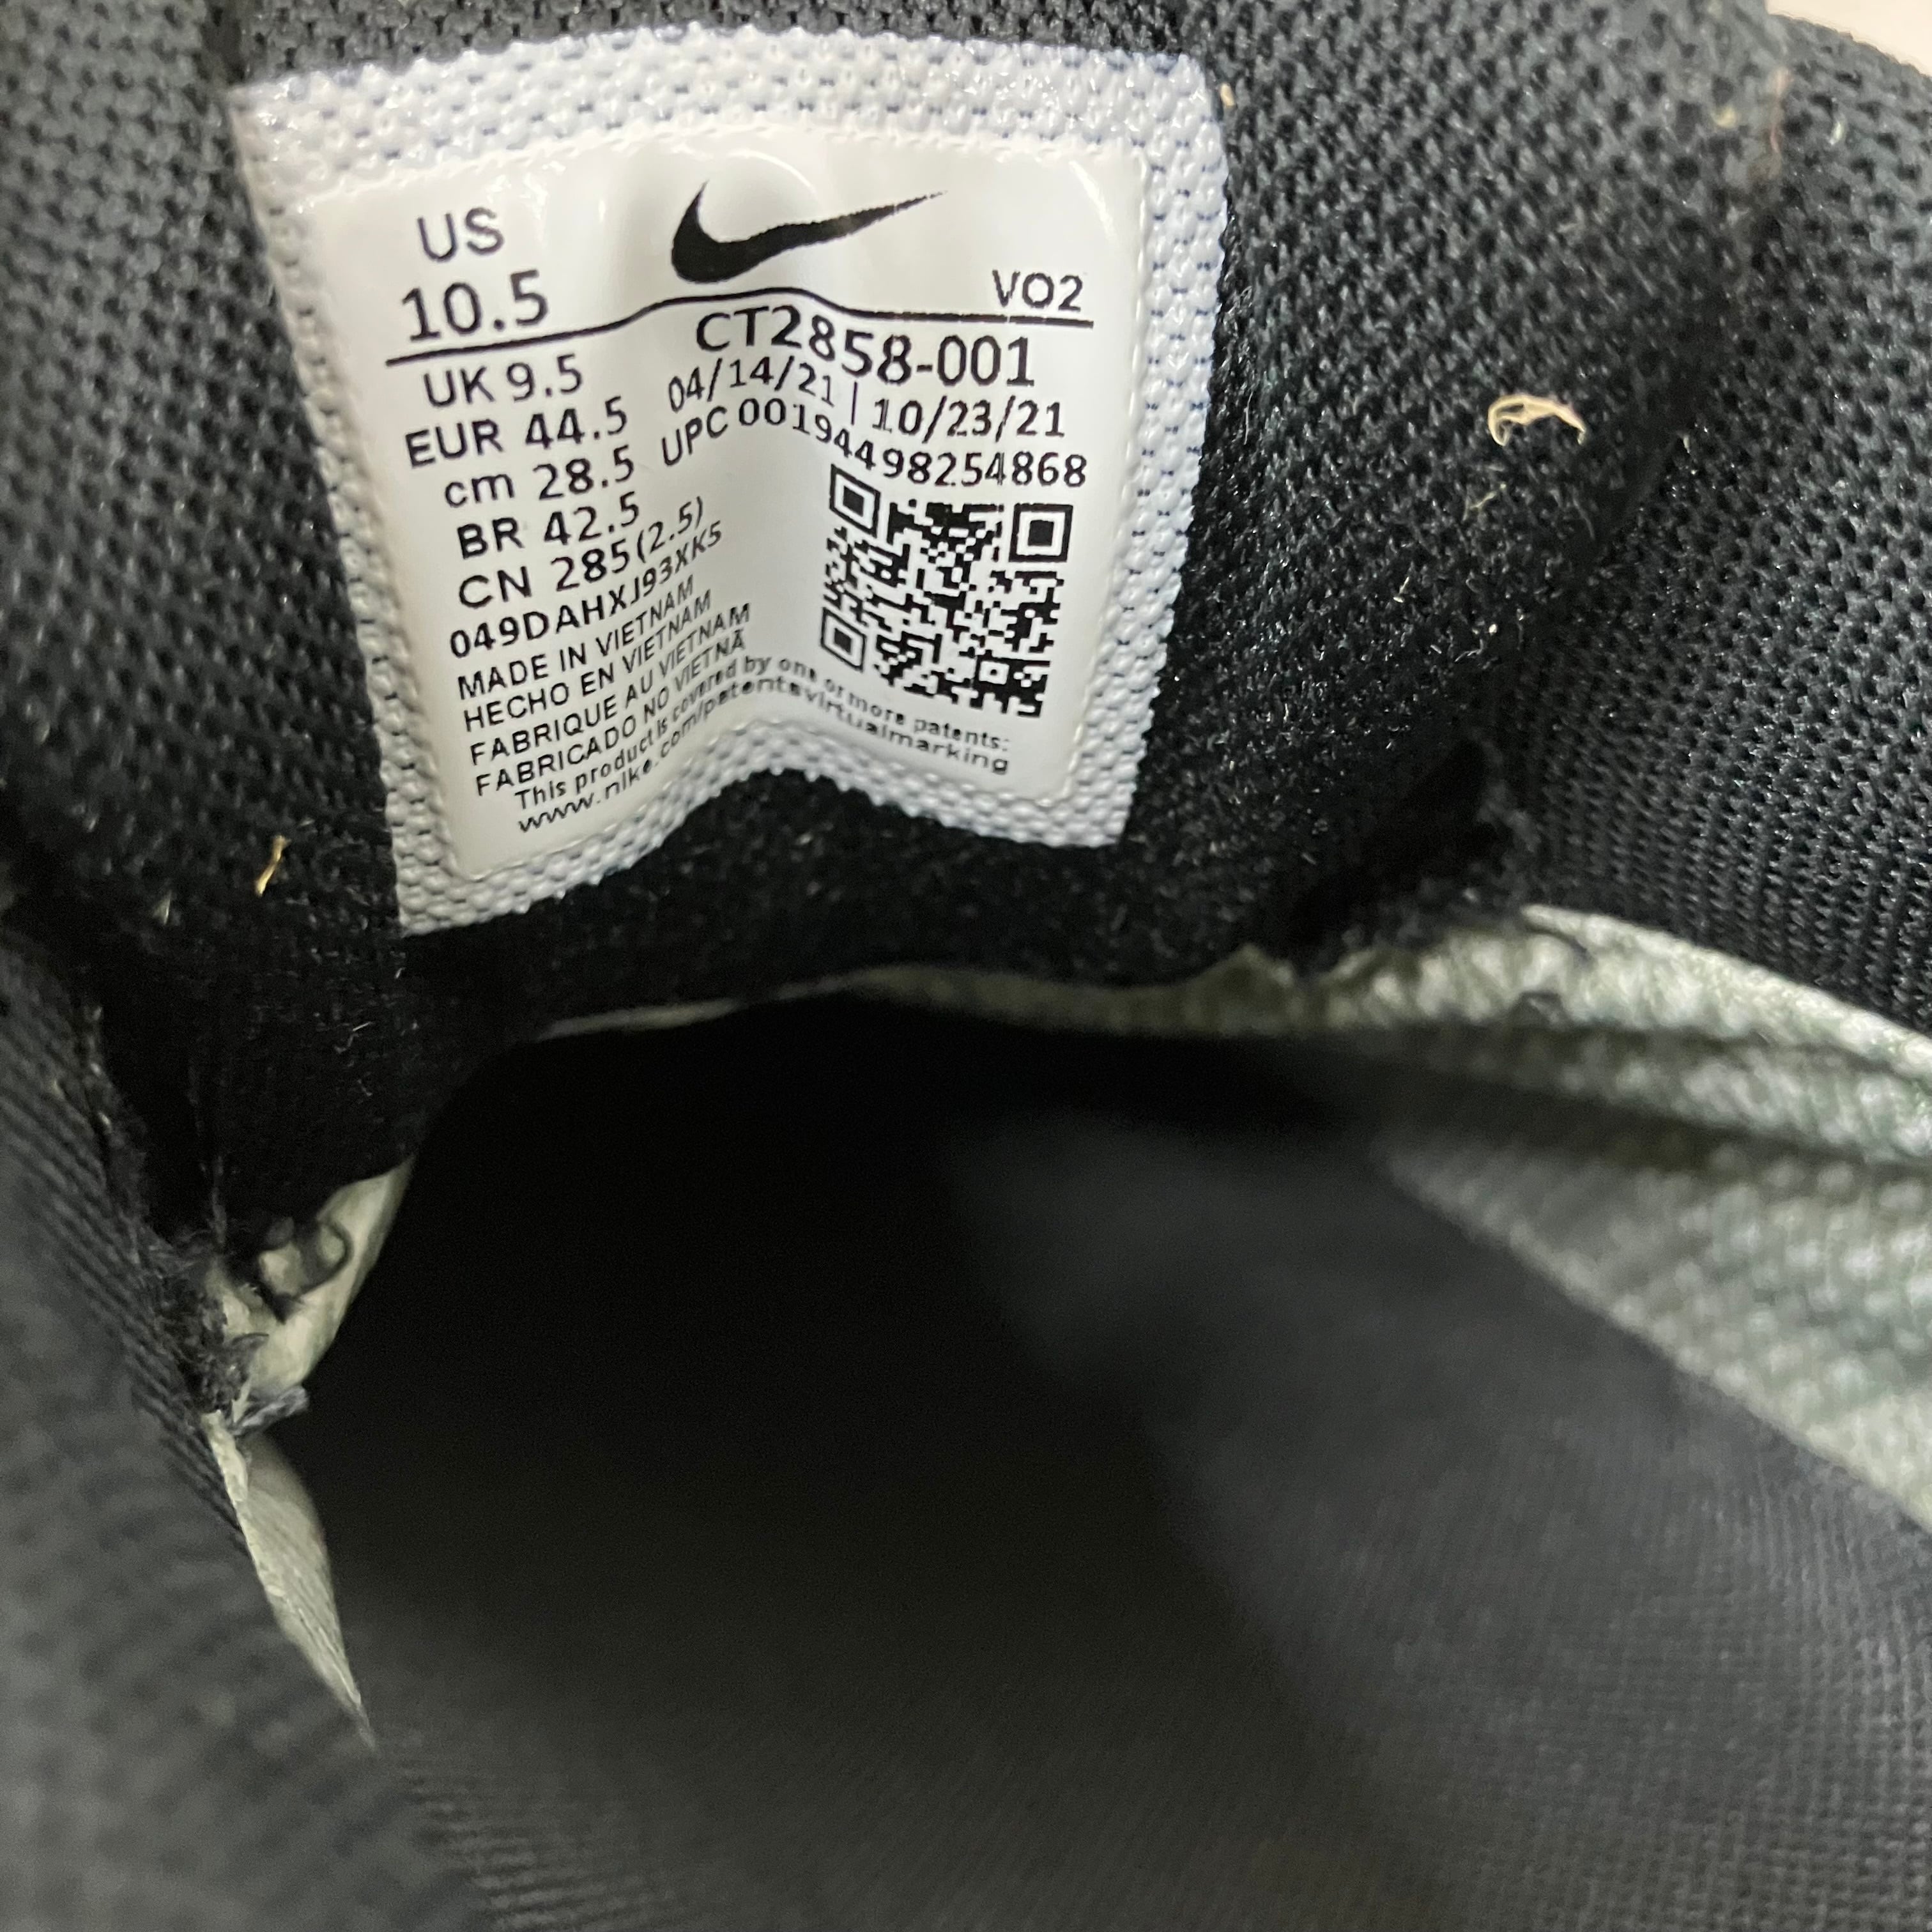 US
10.5
VO2
UK 9.5
EUR 44.5
cm 28.5
BR 42.5
CN 285(2.5)
CT2858-001
04/14/21 | 10/23/21
UPC 00194498254868
049DAHXJ93XK5
MADE IN VIETNAM
HECHO EN VIETNAM
FABRIQUE AU VIETNAM
FABRICADO NO VIETNÃ
This product is covered by one or more patents:
www.nike.com/patentsvirtualmarking